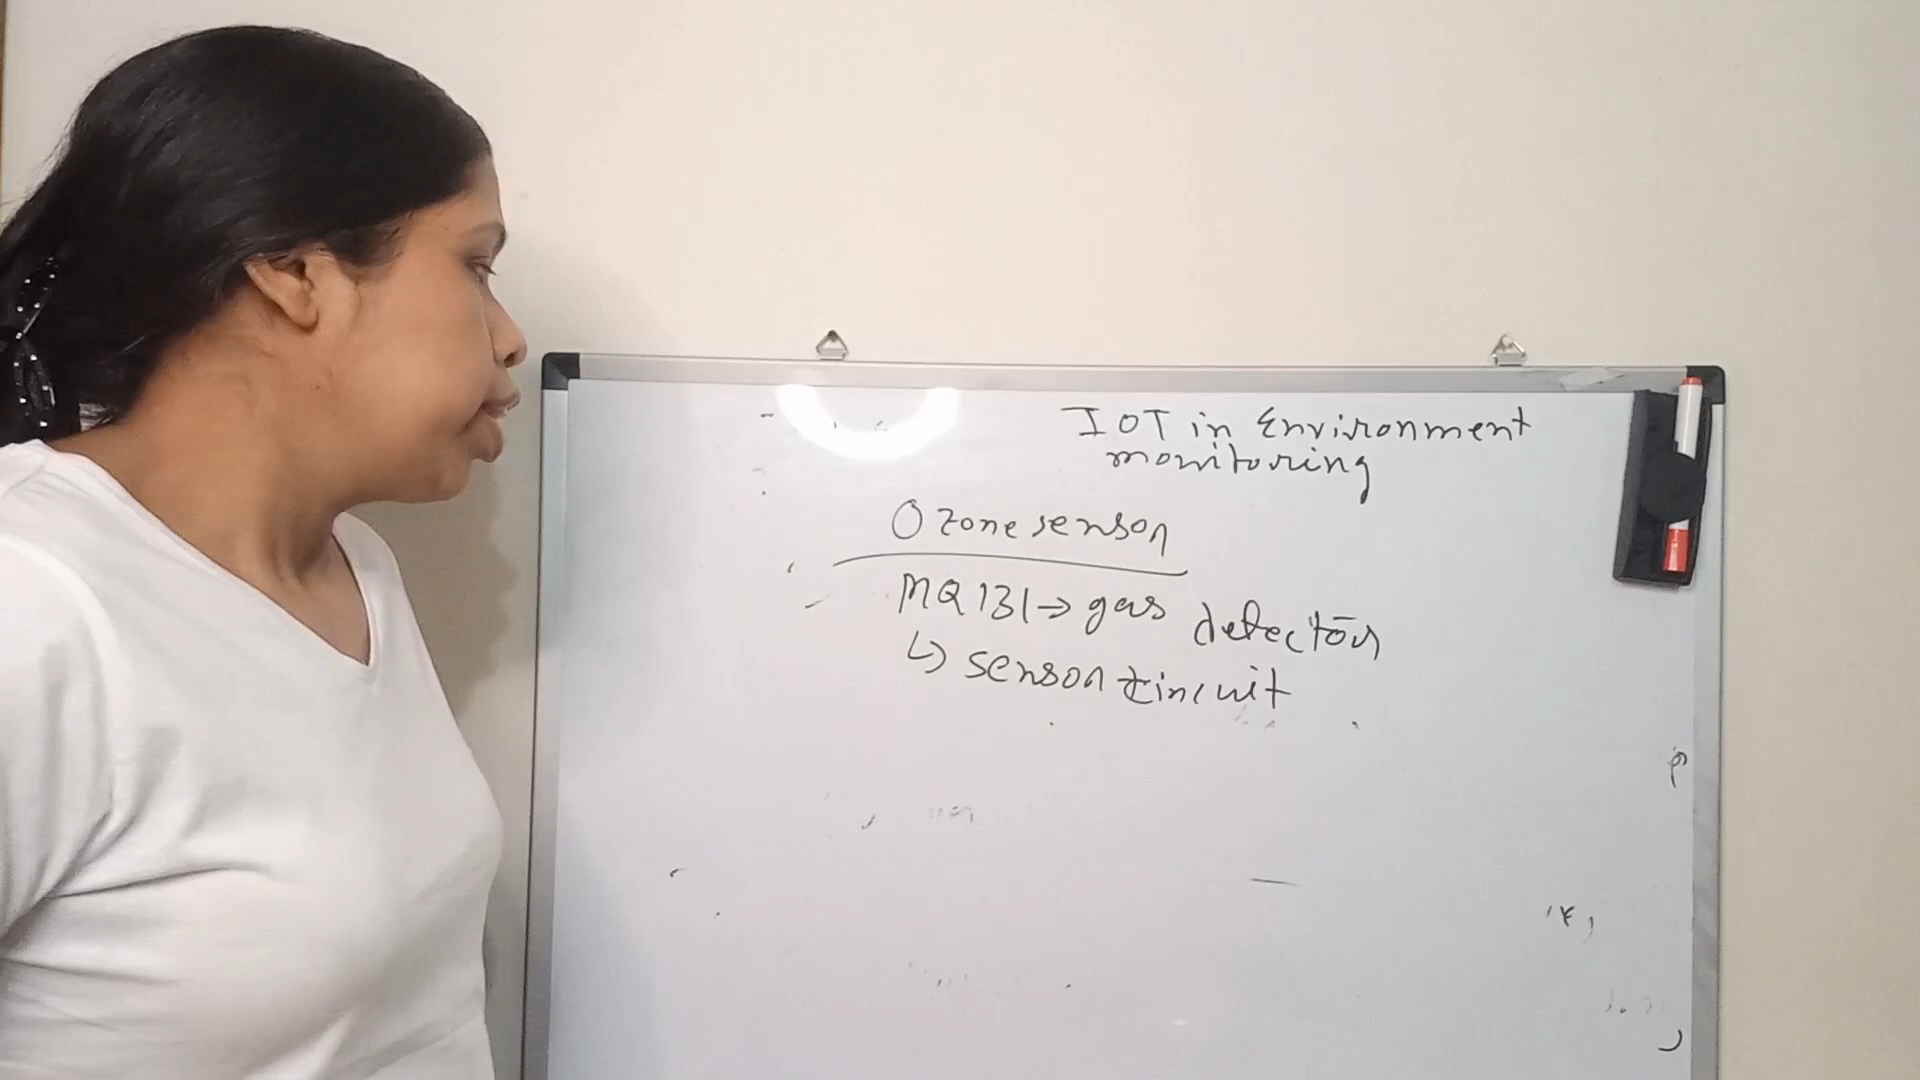 IOT in Environment
monitoring
Ozone sensor
MQ131→ gas detector
↳ sensor circuit